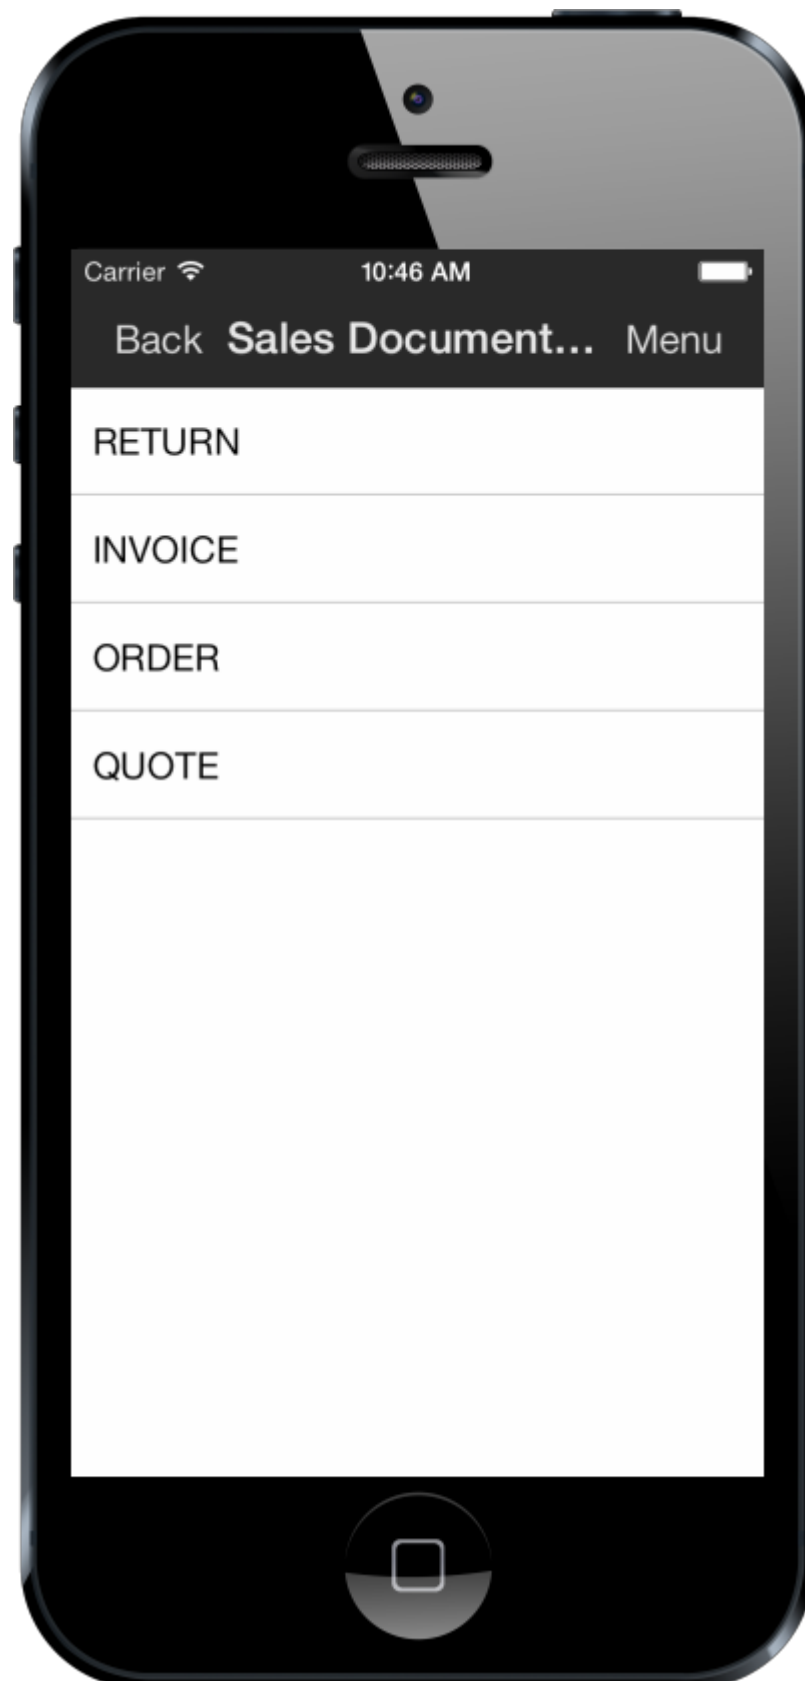 Carrier 10:46 AM
Back Sales Document... Menu
RETURN
INVOICE
ORDER
QUOTE